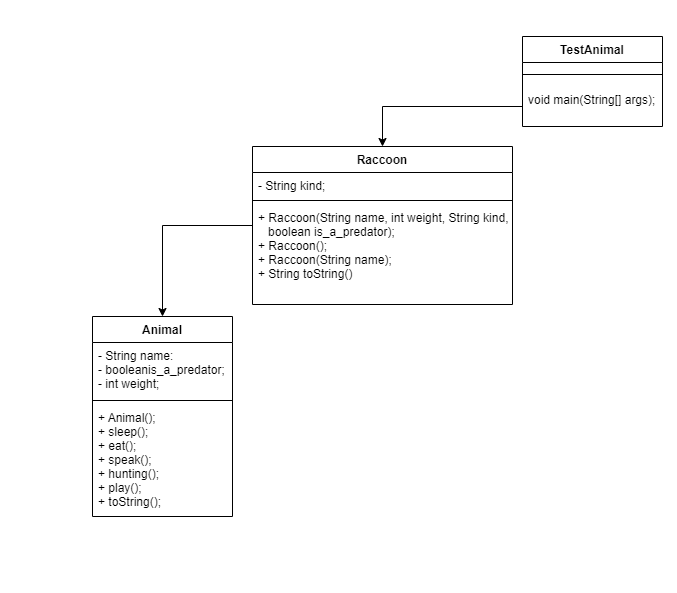 TestAnimal
void main(String[] args);
Raccoon
- String kind;
+ Raccoon(String name, int weight, String kind,
boolean is_a_predator);
+ Raccoon();
+ Raccoon(String name);
+ String toString()
Animal
- String name:
- booleanis_a_predator;
- int weight;
+ Animal();
+ sleep();
+ eat();
+ speak();
+ hunting();
+ play();
+ toString();